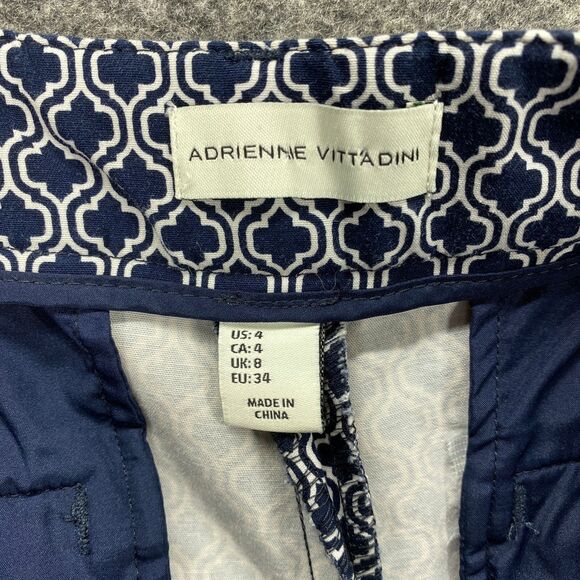 ADRIENNE VITTADINI
US: 4
CA: 4
UK: 8
EU: 34
MADE IN
CHINA